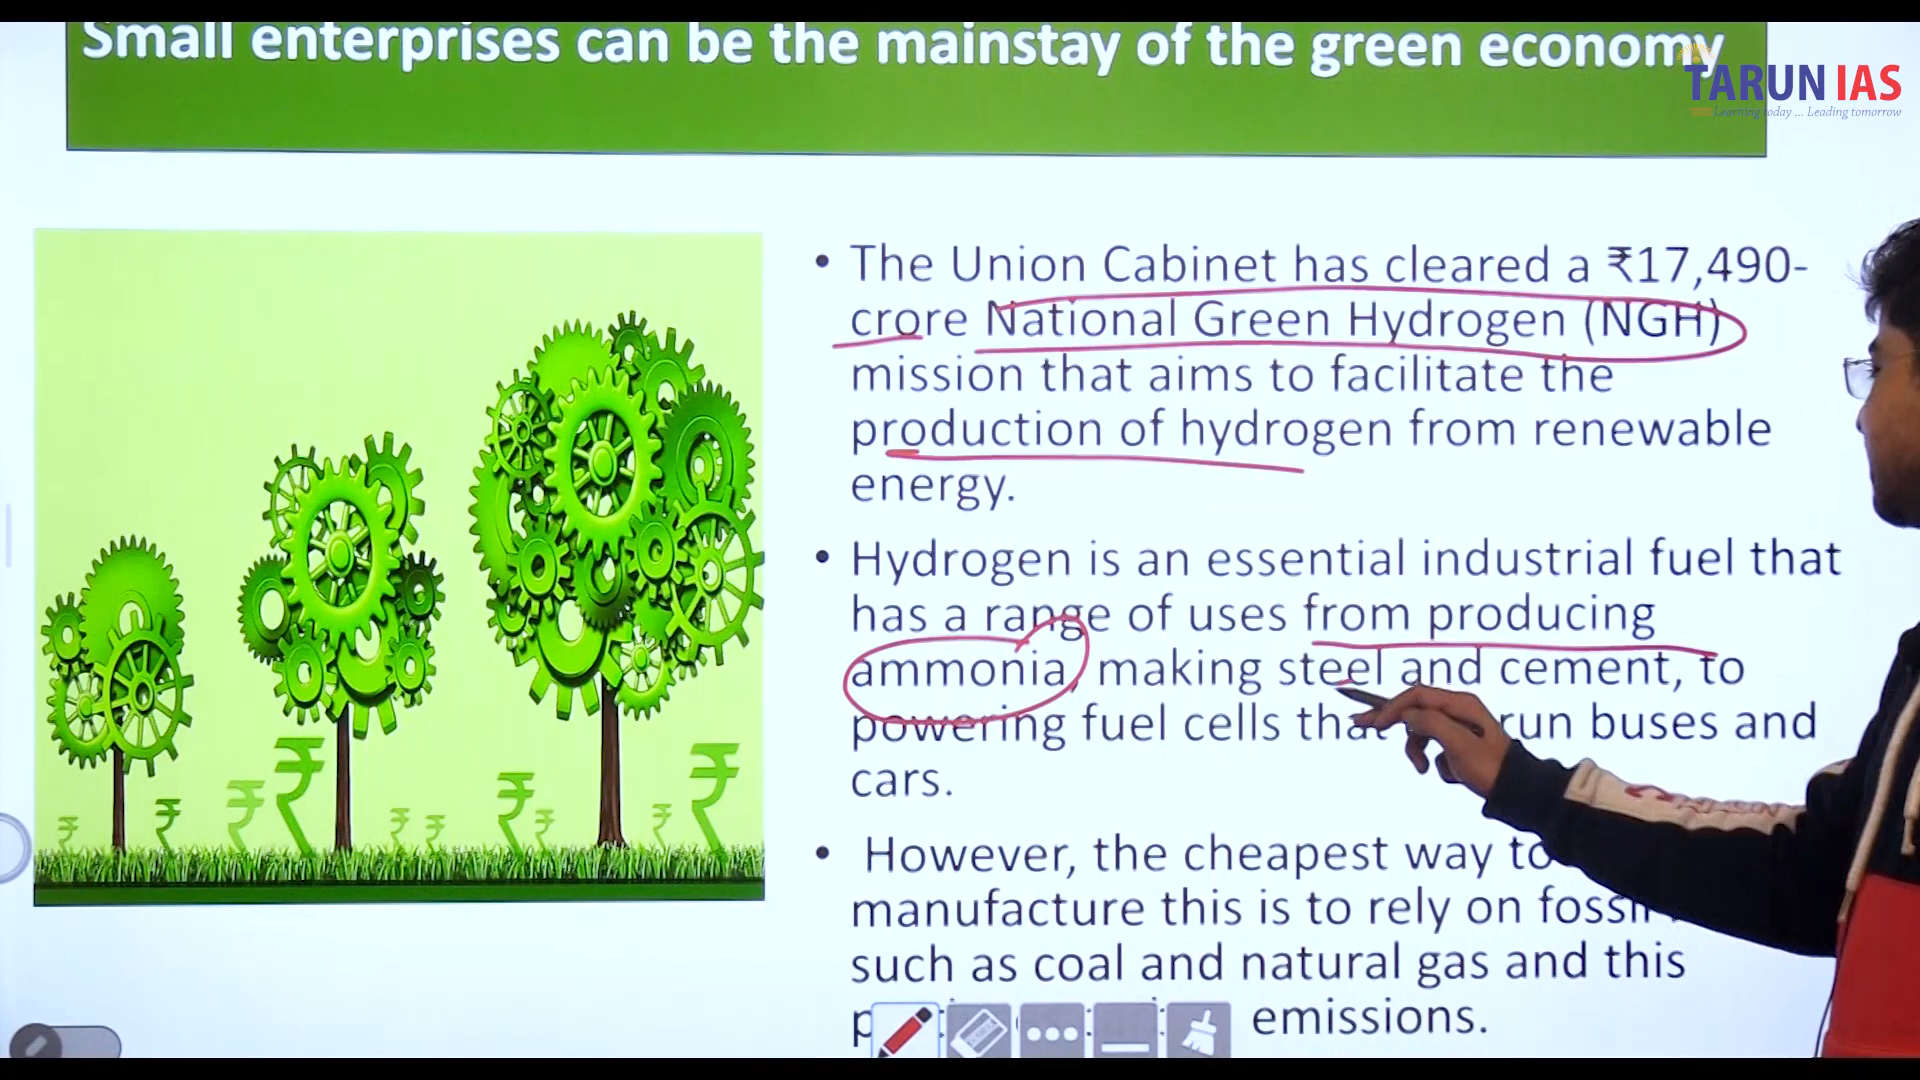 Small enterprises can be the mainstay of the green economy
TARUN IAS
Learning today ... Leading tomorrow
• The Union Cabinet has cleared a ₹17,490-
crore National Green Hydrogen (NGH)
mission that aims to facilitate the
production of hydrogen from renewable
energy.
• Hydrogen is an essential industrial fuel that
has a range of uses from producing
ammonia, making steel and cement, to
powering fuel cells that run buses and
cars.
• However, the cheapest way to
manufacture this is to rely on fossil
such as coal and natural gas and this
emissions.
₹ ₹ ₹ ₹ ₹ ₹ ₹ ₹ ₹ ₹